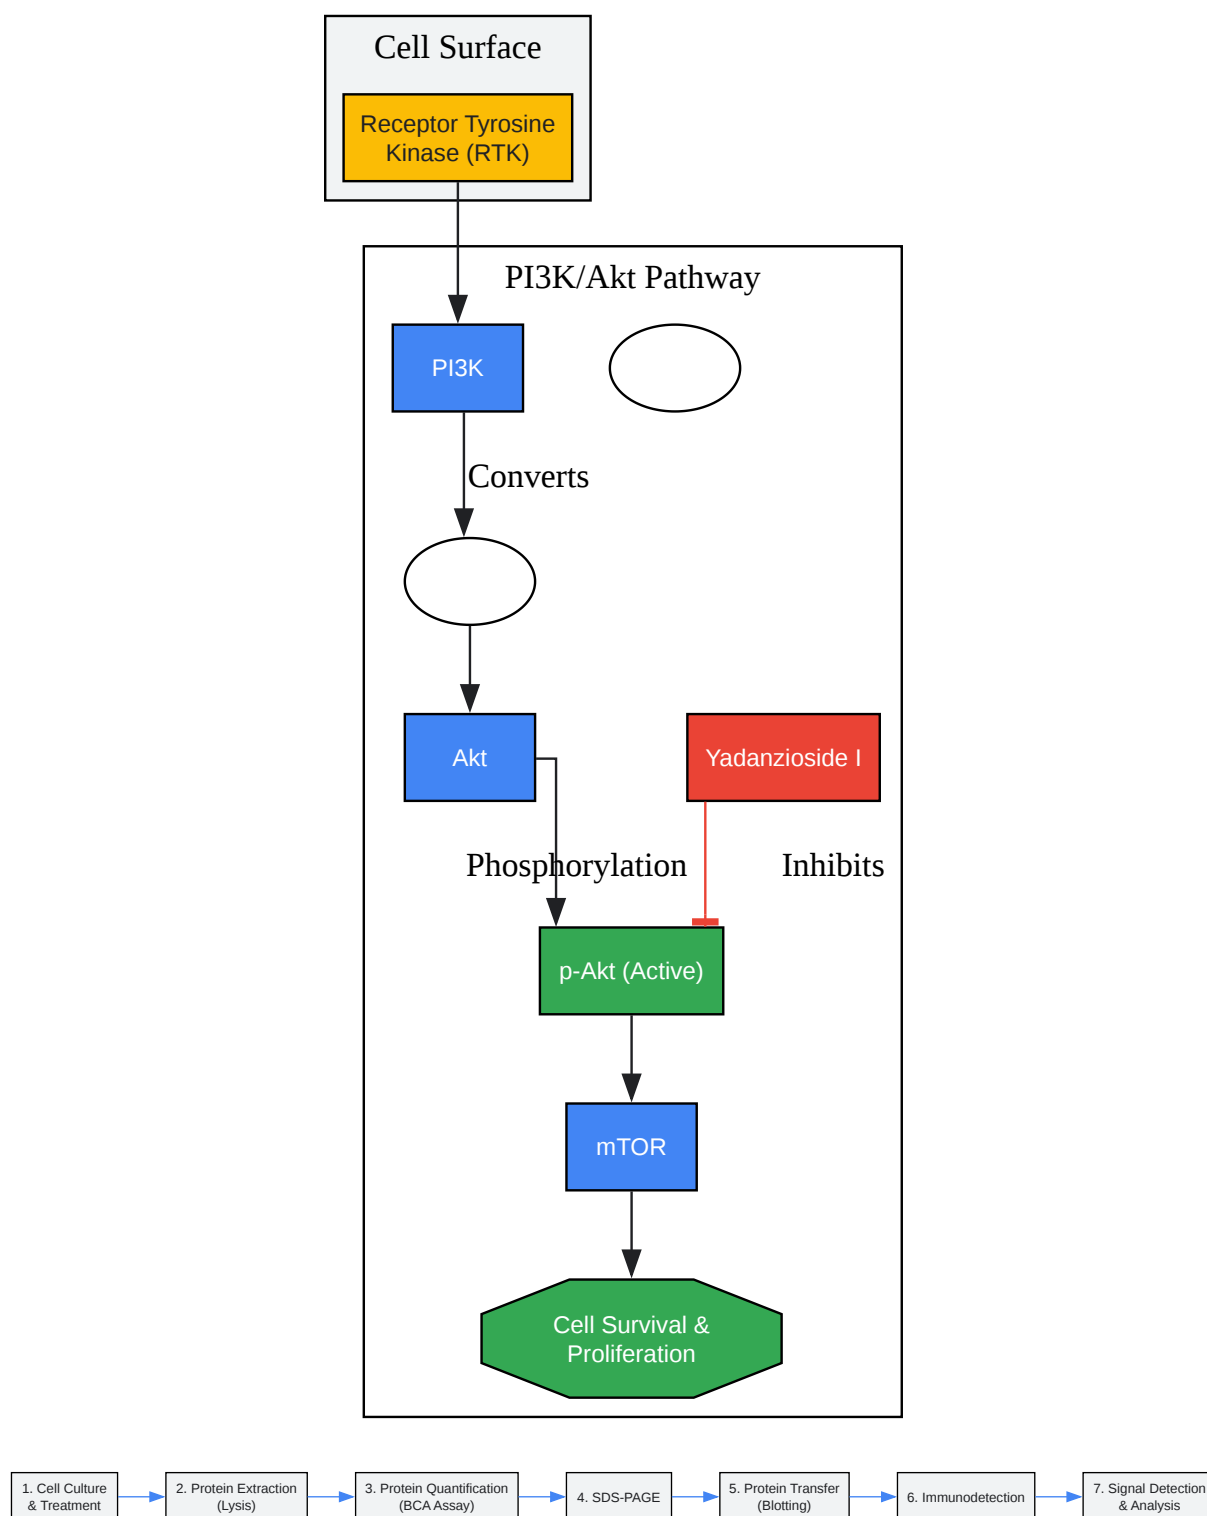 Cell Surface
Receptor Tyrosine
Kinase (RTK)
PI3K/Akt Pathway
PI3K
Converts
Akt
Yadanzioside I
Phosphorylation
Inhibits
p-Akt (Active)
mTOR
Cell Survival &
Proliferation
1. Cell Culture
& Treatment
2. Protein Extraction
(Lysis)
3. Protein Quantification
(BCA Assay)
4. SDS-PAGE
5. Protein Transfer
(Blotting)
6. Immunodetection
7. Signal Detection
& Analysis